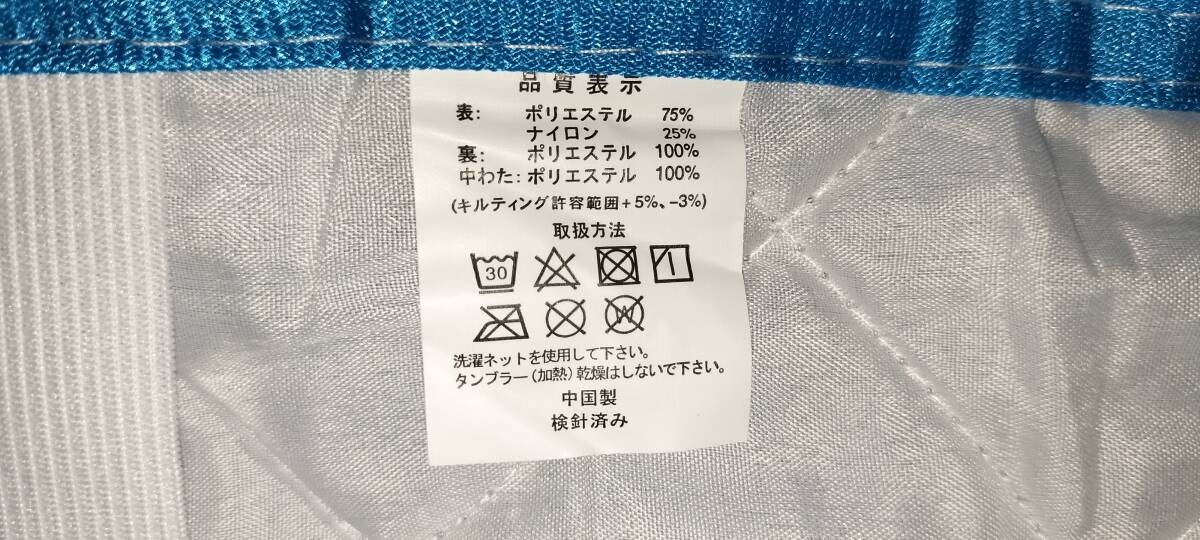 品質表示
表: ポリエステル 75%
ナイロン 25%
裏: ポリエステル 100%
中わた: ポリエステル 100%
(キルティング許容範囲+5%、-3%)
取扱方法
30
W
洗濯ネットを使用して下さい。
タンブラー(加熱)乾燥はしないで下さい。
中国製
検針済み